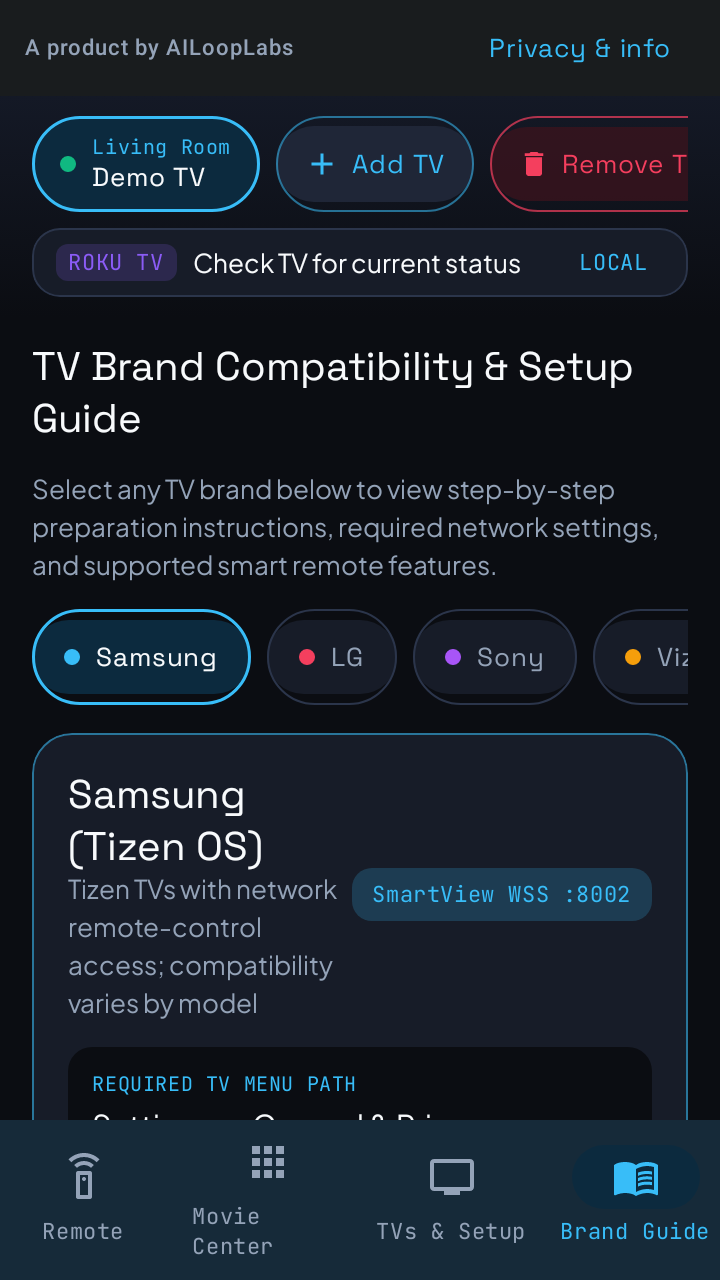 A product by AILoopLabs
Privacy & info
Living Room
Demo TV
Add TV
Remove T
ROKU TV
Check TV for current status
LOCAL
TV Brand Compatibility & Setup
Guide
Select any TV brand below to view step-by-step
preparation instructions, required network settings,
and supported smart remote features.
Samsung
LG
Sony
Viz
Samsung
(Tizen OS)
Tizen TVs with network
remote-control
access; compatibility
varies by model
SmartView WSS :8002
REQUIRED TV MENU PATH
Remote
Movie
Center
TVs & Setup
Brand Guide